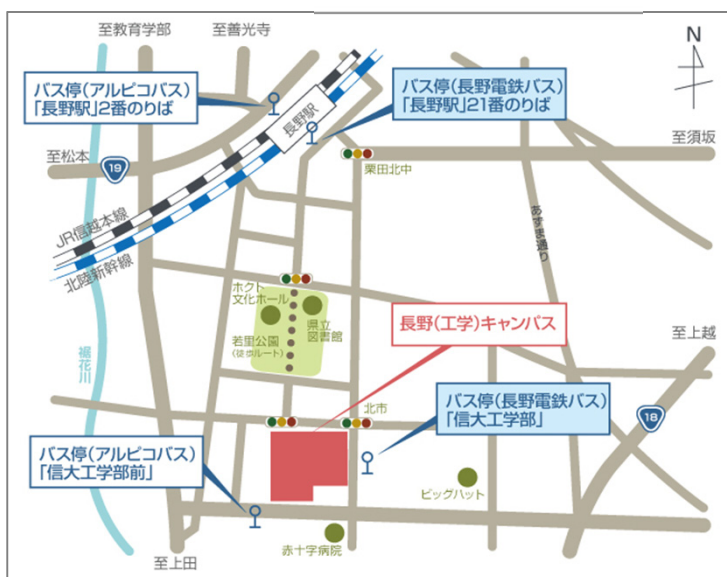 至教育学部
至善光寺
N
バス停(アルピコバス)
「長野駅」2番のりば
長野駅
バス停(長野電鉄バス)
「長野駅」21番のりば
至松本
19
栗田北中
至須坂
JR信越本線
北陸新幹線
あずま通り
ホクト
文化ホール
県立
図書館
若里公園
(徒歩ルート)
長野(工学)キャンパス
至上越
裾花川
北市
バス停(長野電鉄バス)
「信大工学部」
18
バス停(アルピコバス)
「信大工学部前」
ビッグハット
赤十字病院
至上田